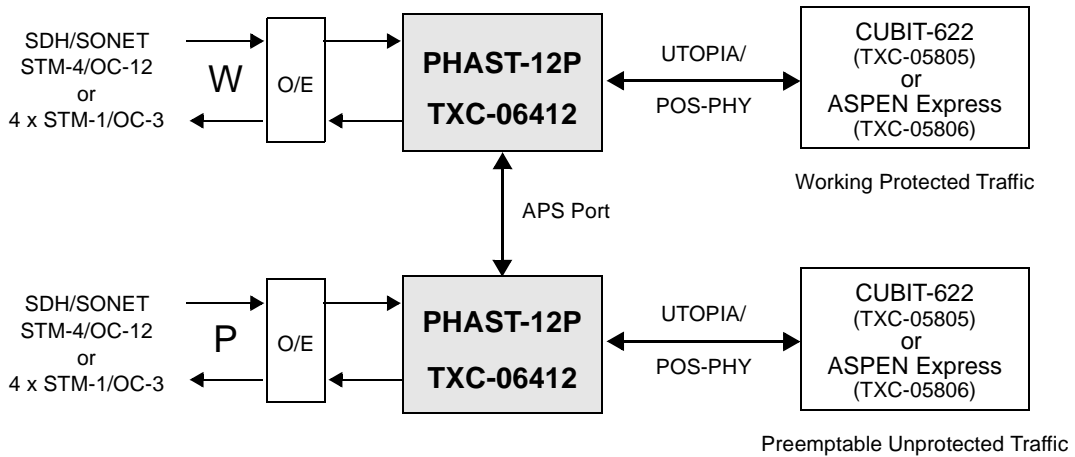 SDH/SONET
STM-4/OC-12
or
4 x STM-1/OC-3
W
O/E
PHAST-12P
TXC-06412
UTOPIA/
POS-PHY
CUBIT-622
(TXC-05805)
or
ASPEN Express
(TXC-05806)
Working Protected Traffic
APS Port
SDH/SONET
STM-4/OC-12
or
4 x STM-1/OC-3
P
O/E
PHAST-12P
TXC-06412
UTOPIA/
POS-PHY
CUBIT-622
(TXC-05805)
or
ASPEN Express
(TXC-05806)
Preemptable Unprotected Traffic